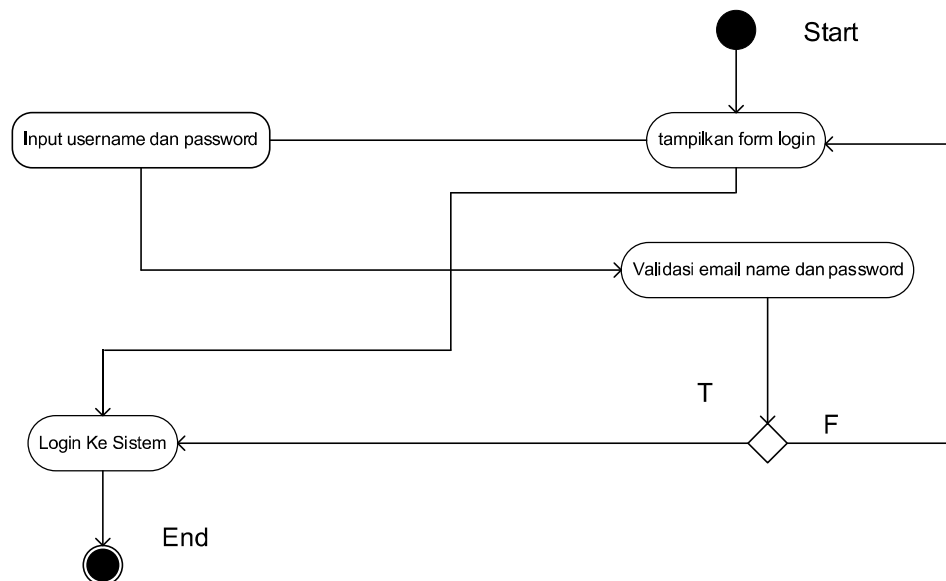 Start
Input username dan password
tampilkan form login
Validasi email name dan password
T
F
Login Ke Sistem
End